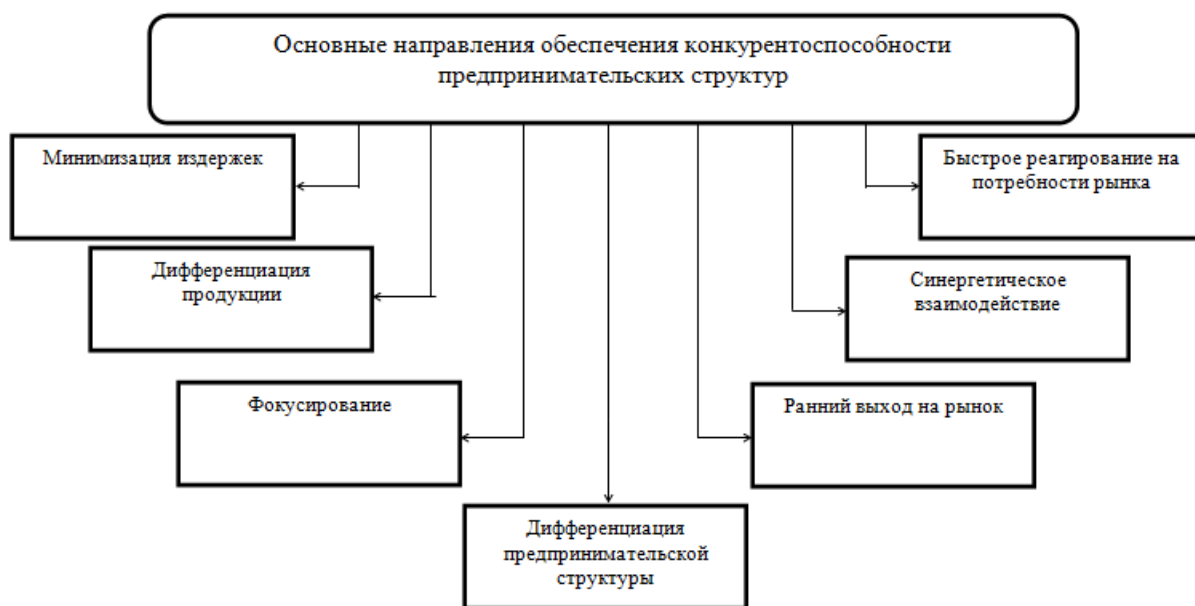 Основные направления обеспечения конкурентоспособности
предпринимательских структур
Минимизация издержек
Быстрое реагирование на
потребности рынка
Дифференциация
продукции
Синергетическое
взаимодействие
Фокусирование
Ранний выход на рынок
Дифференциация
предпринимательской
структуры